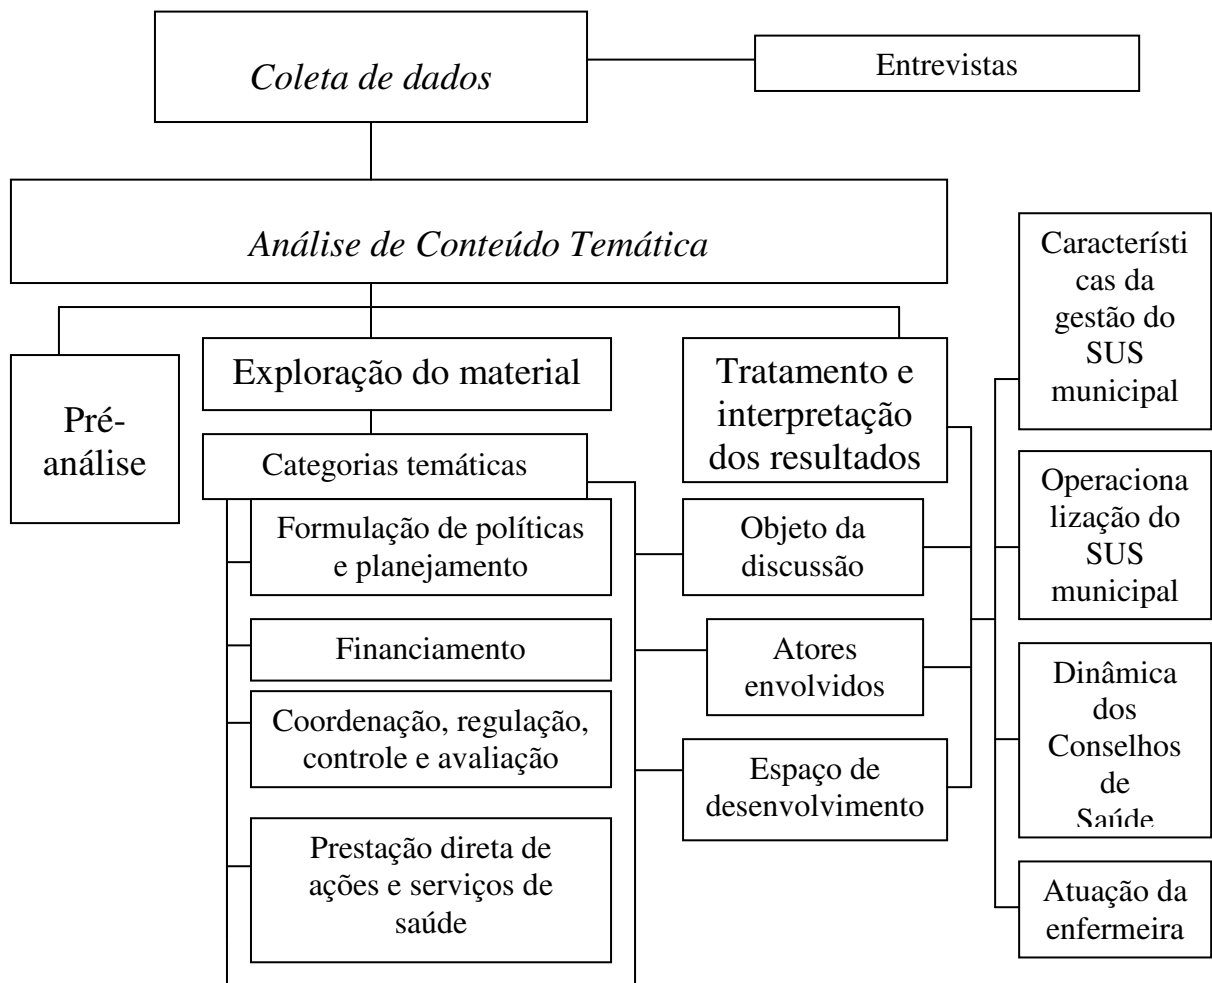 Coleta de dados
Entrevistas
Análise de Conteúdo Temática
Pré-
análise
Exploração do material
Categorias temáticas
Formulação de políticas
e planejamento
Financiamento
Coordenação, regulação,
controle e avaliação
Prestação direta de
ações e serviços de
saúde
Tratamento e
interpretação
dos resultados
Objeto da
discussão
Atores
envolvidos
Espaço de
desenvolvimento
Característi
cas da
gestão do
SUS
municipal
Operaciona
lização do
SUS
municipal
Dinâmica
dos
Conselhos
de
Saúde
Atuação da
enfermeira